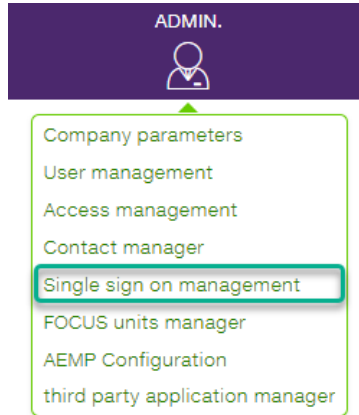 ADMIN.
Company parameters
User management
Access management
Contact manager
Single sign on management
FOCUS units manager
AEMP Configuration
third party application manager